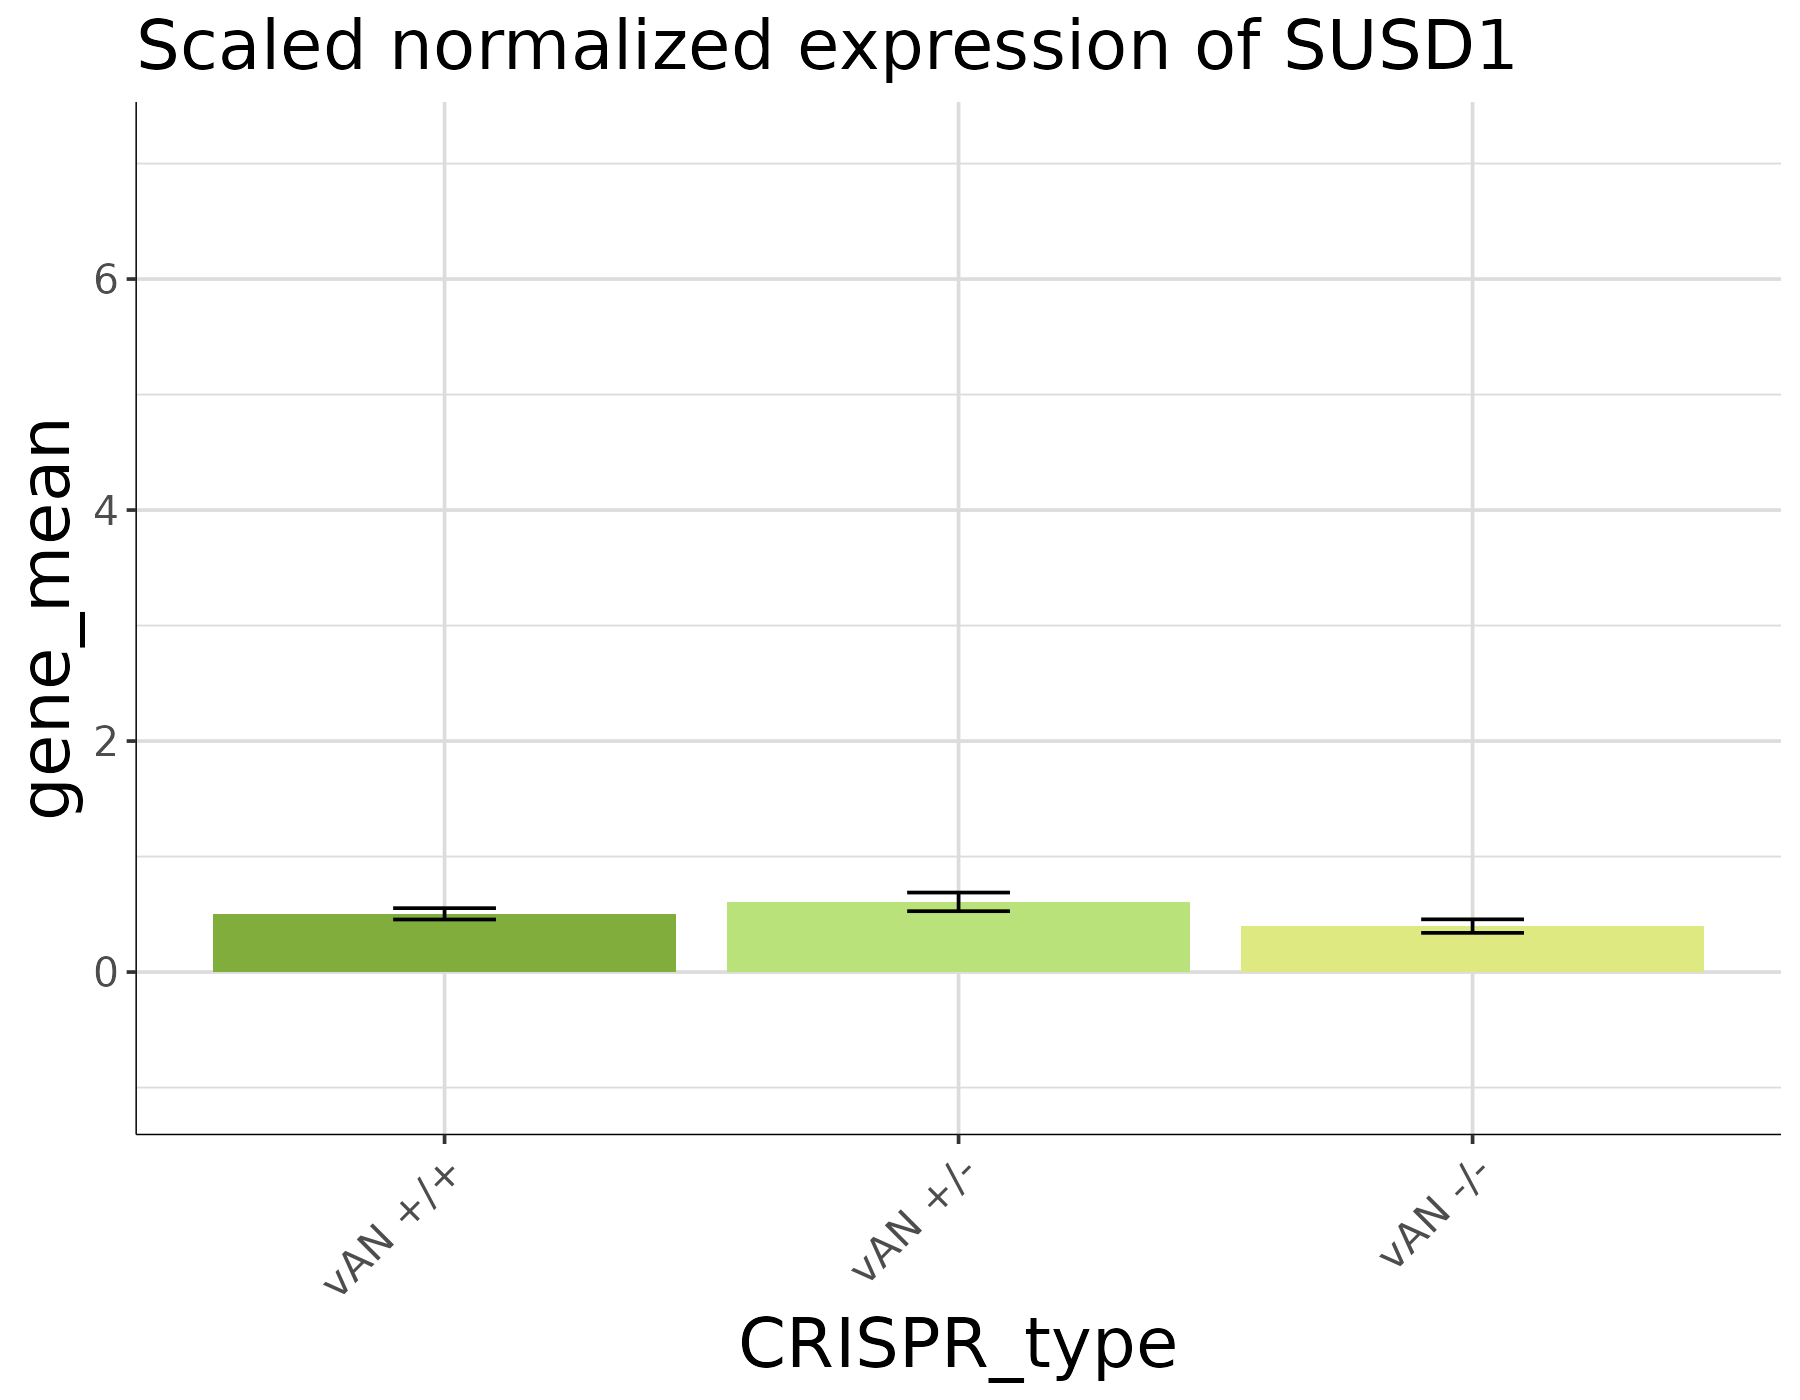 Scaled normalized expression of SUSD1
gene_mean
6
4
2
0
vAN +/+
vAN +/-
vAN -/-
CRISPR_type